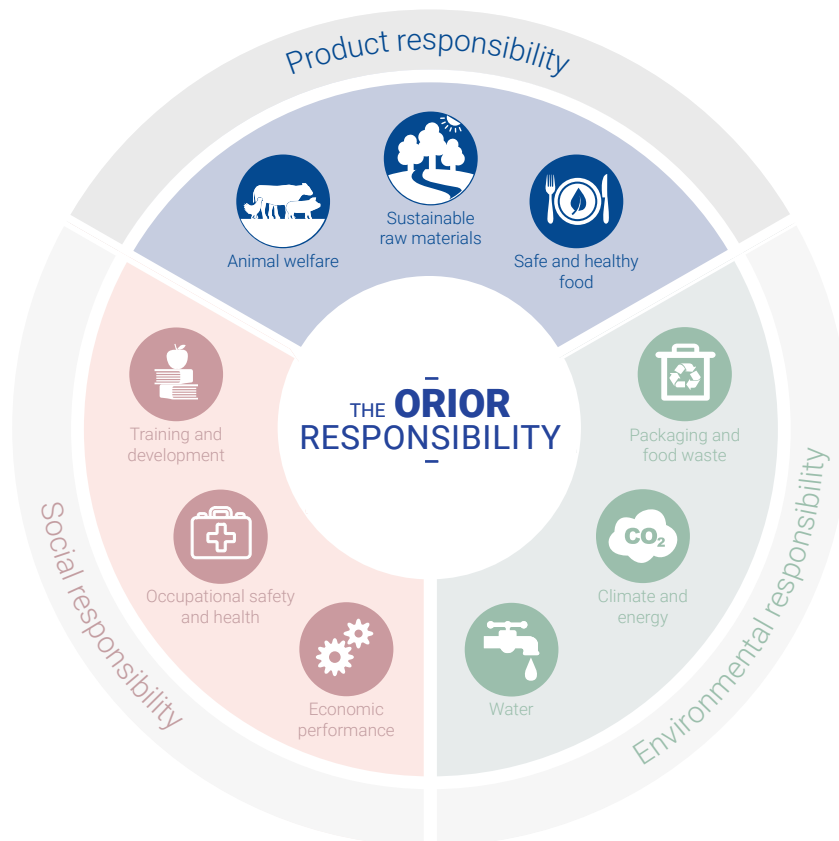 Product responsibility
Animal welfare
Sustainable
raw materials
Safe and healthy
food
THE ORIOR
RESPONSIBILITY
Training and
development
Occupational safety
and health
Economic
performance
Social responsibility
Packaging and
food waste
CO₂
Climate and
energy
Water
Environmental responsibility